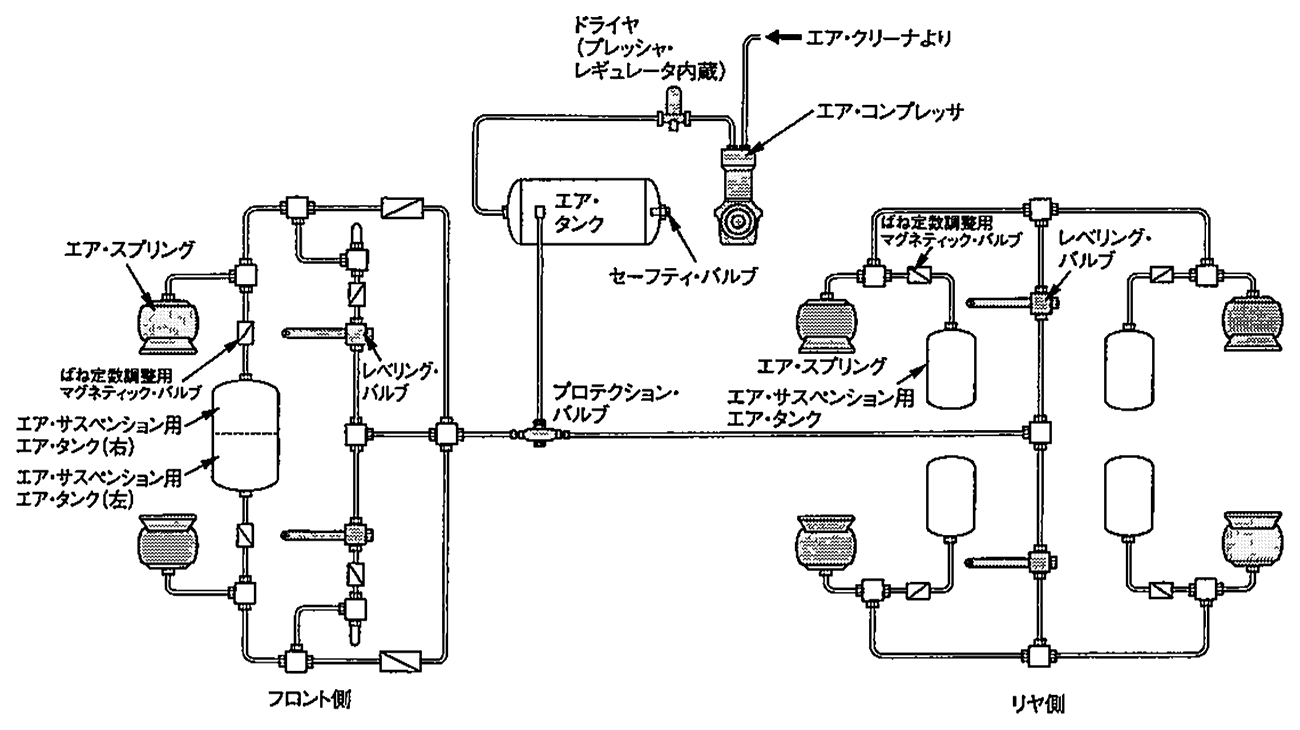 ドライヤ
(プレッシャ・
レギュレータ内蔵)
エア・クリーナより
エア・コンプレッサ
エア・
タンク
セーフティ・バルブ
エア・スプリング
ばね定数調整用
マグネティック・バルブ
エア・サスペンション用
エア・タンク(右)
エア・サスペンション用
エア・タンク(左)
レベリング・
バルブ
プロテクション・
バルブ
ばね定数調整用
マグネティック・バルブ
レベリング・
バルブ
エア・スプリング
エア・サスペンション用
エア・タンク
フロント側
リヤ側